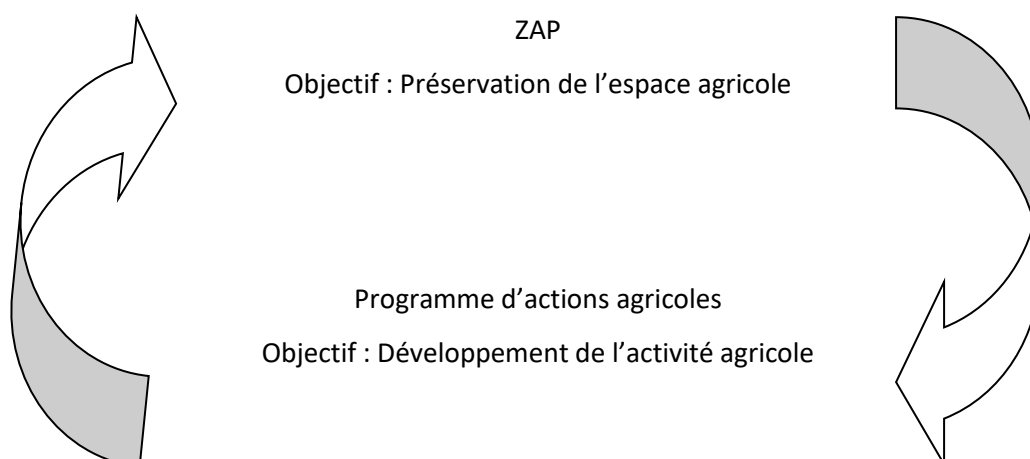 ZAP
Objectif : Préservation de l’espace agricole
Programme d’actions agricoles
Objectif : Développement de l’activité agricole